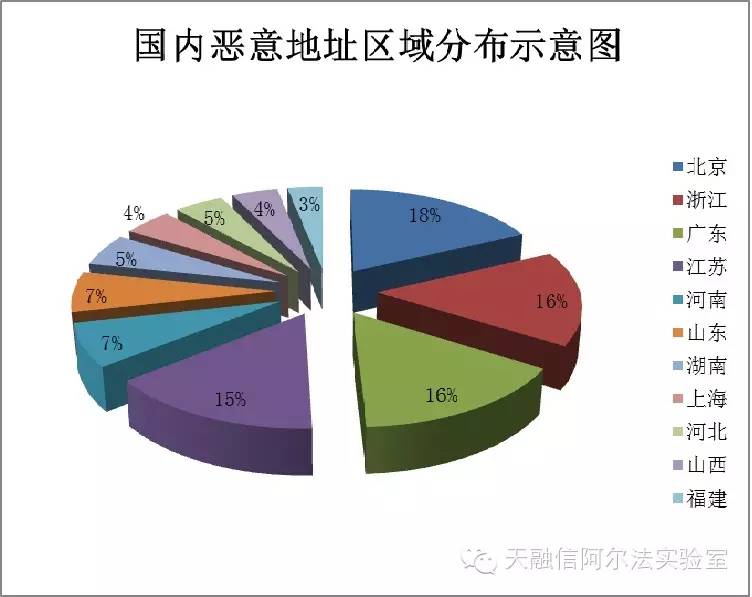 国内恶意地址区域分布示意图
18%
16%
16%
15%
7%
7%
5%
4%
5%
4%
3%
北京
浙江
广东
江苏
河南
山东
湖南
上海
河北
山西
福建
天融信阿尔法实验室